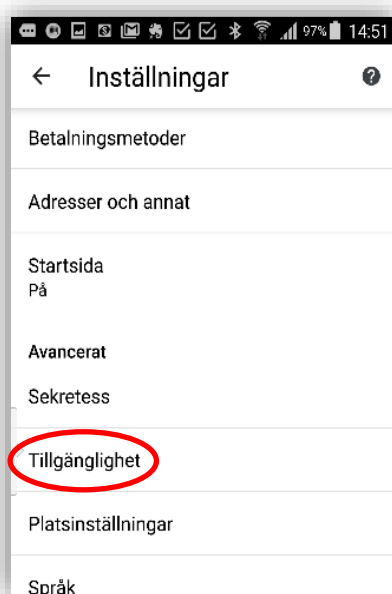 97% 14:51
Inställningar
Betalningsmetoder
Adresser och annat
Startsida
På
Avancerat
Sekretess
Tillgänglighet
Platsinställningar
Språk